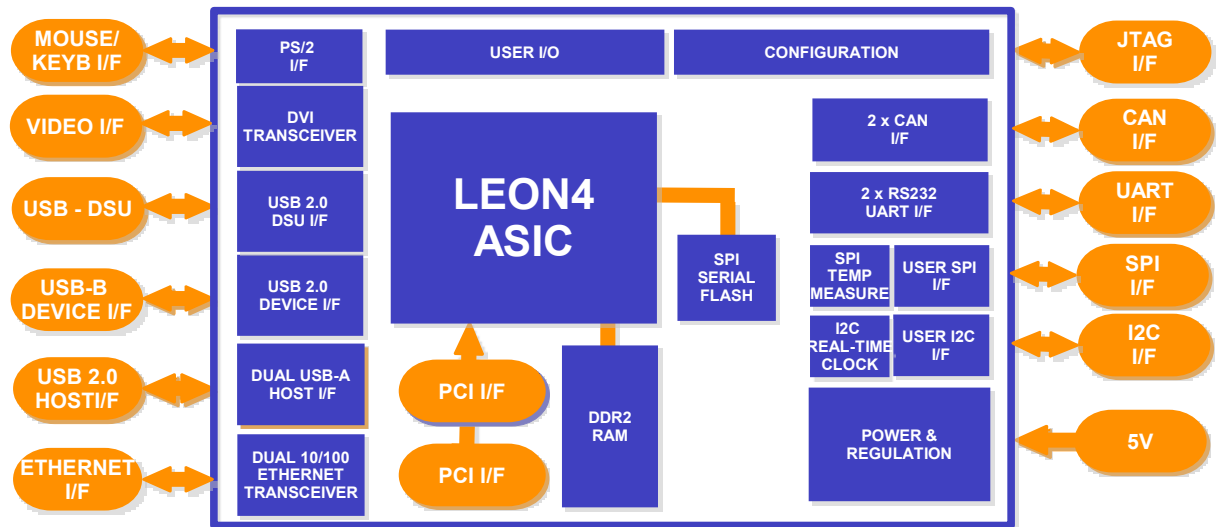 MOUSE/
KEYB I/F
VIDEO I/F
USB - DSU
USB-B
DEVICE I/F
USB 2.0
HOSTI/F
ETHERNET
I/F
PS/2
I/F
DVI
TRANSCEIVER
USB 2.0
DSU I/F
USB 2.0
DEVICE I/F
DUAL USB-A
HOST I/F
DUAL 10/100
ETHERNET
TRANSCEIVER
USER I/O
CONFIGURATION
LEON4
ASIC
SPI
SERIAL
FLASH
PCI I/F
PCI I/F
DDR2
RAM
2 x CAN
I/F
2 x RS232
UART I/F
SPI
TEMP
MEASURE
USER SPI
I/F
I2C
REAL-TIME
CLOCK
USER I2C
I/F
POWER &
REGULATION
JTAG
I/F
CAN
I/F
UART
I/F
SPI
I/F
I2C
I/F
5V